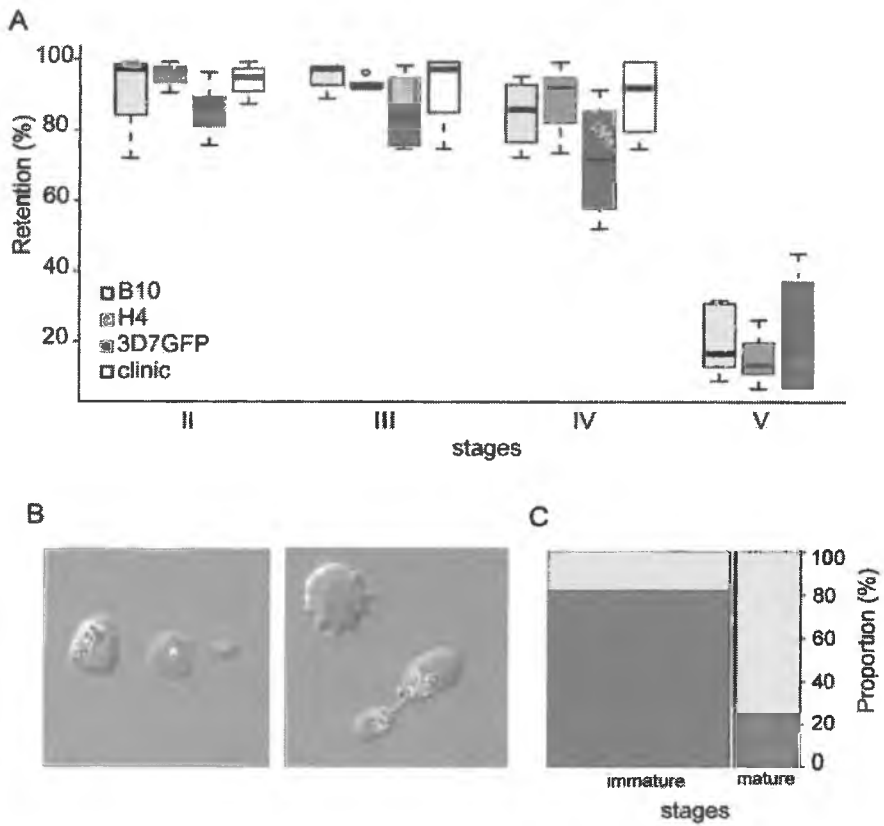 A
100
80
60
40
20
Retention (%)
B10
H4
3D7GFP
clinic
II III IV V
stages
B
C
100
80
60
40
20
0
Proportion (%)
immature mature
stages